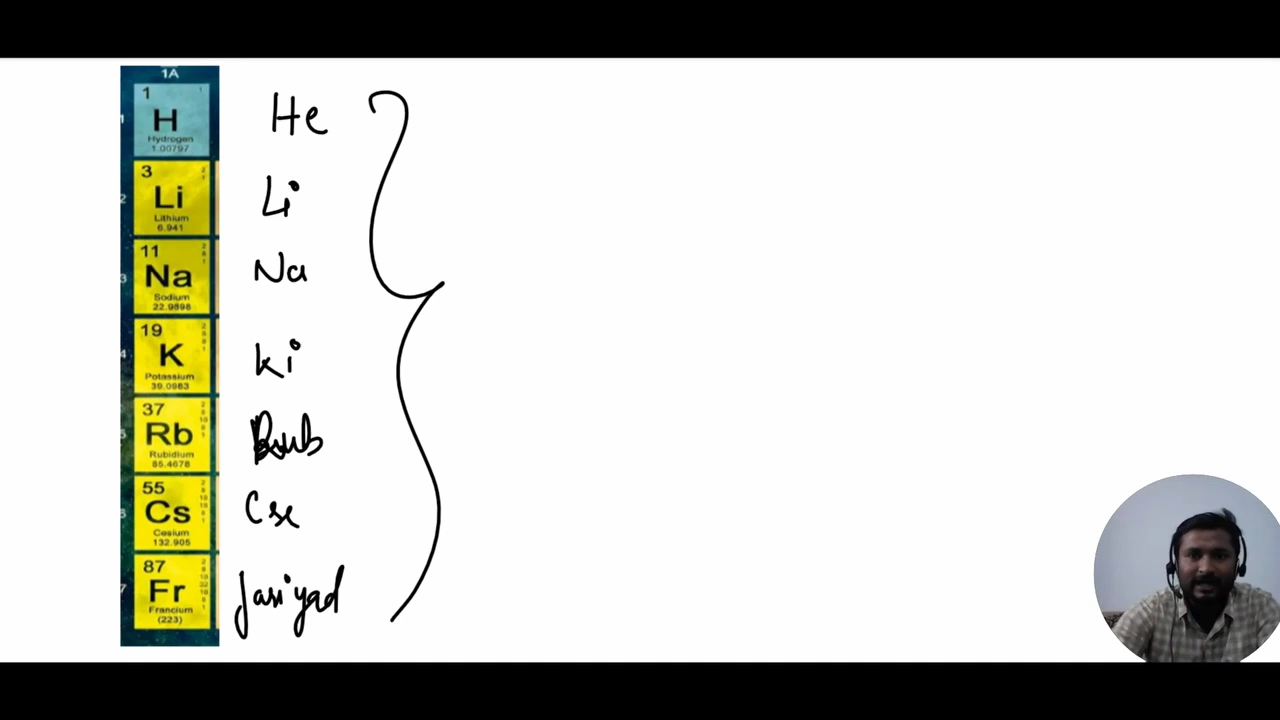 1A
1
H
Hydrogen
1.00797
He
3
Li
Lithium
6.941
Li
11
Na
Sodium
22.9898
Na
19
K
Potassium
39.0983
Ki
37
Rb
Rubidium
85.4678
Rub
55
Cs
Cesium
132.905
Cse
87
Fr
Francium
(223)